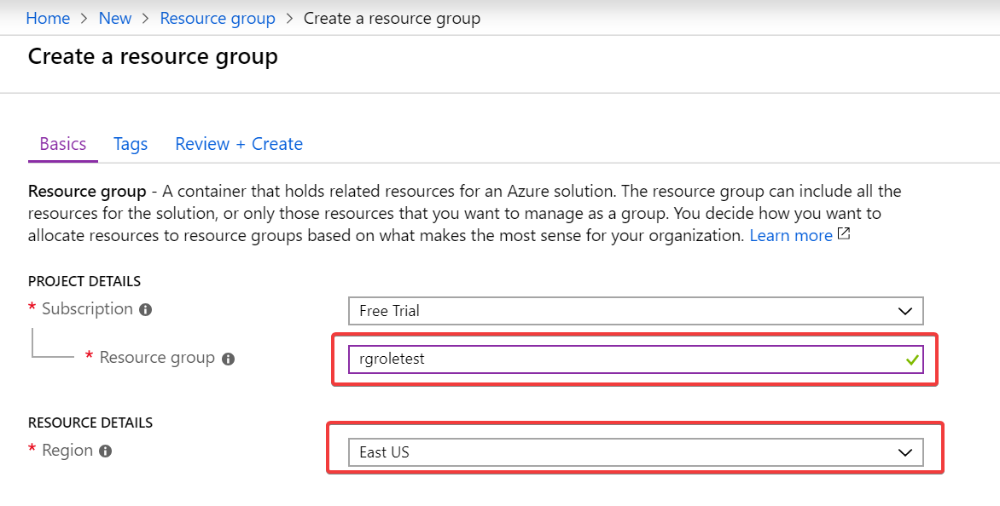 Home > New > Resource group > Create a resource group
Create a resource group
Basics Tags Review + Create
Resource group - A container that holds related resources for an Azure solution. The resource group can include all the
resources for the solution, or only those resources that you want to manage as a group. You decide how you want to
allocate resources to resource groups based on what makes the most sense for your organization. Learn more
PROJECT DETAILS
* Subscription Free Trial
* Resource group rgroletest
RESOURCE DETAILS
* Region East US